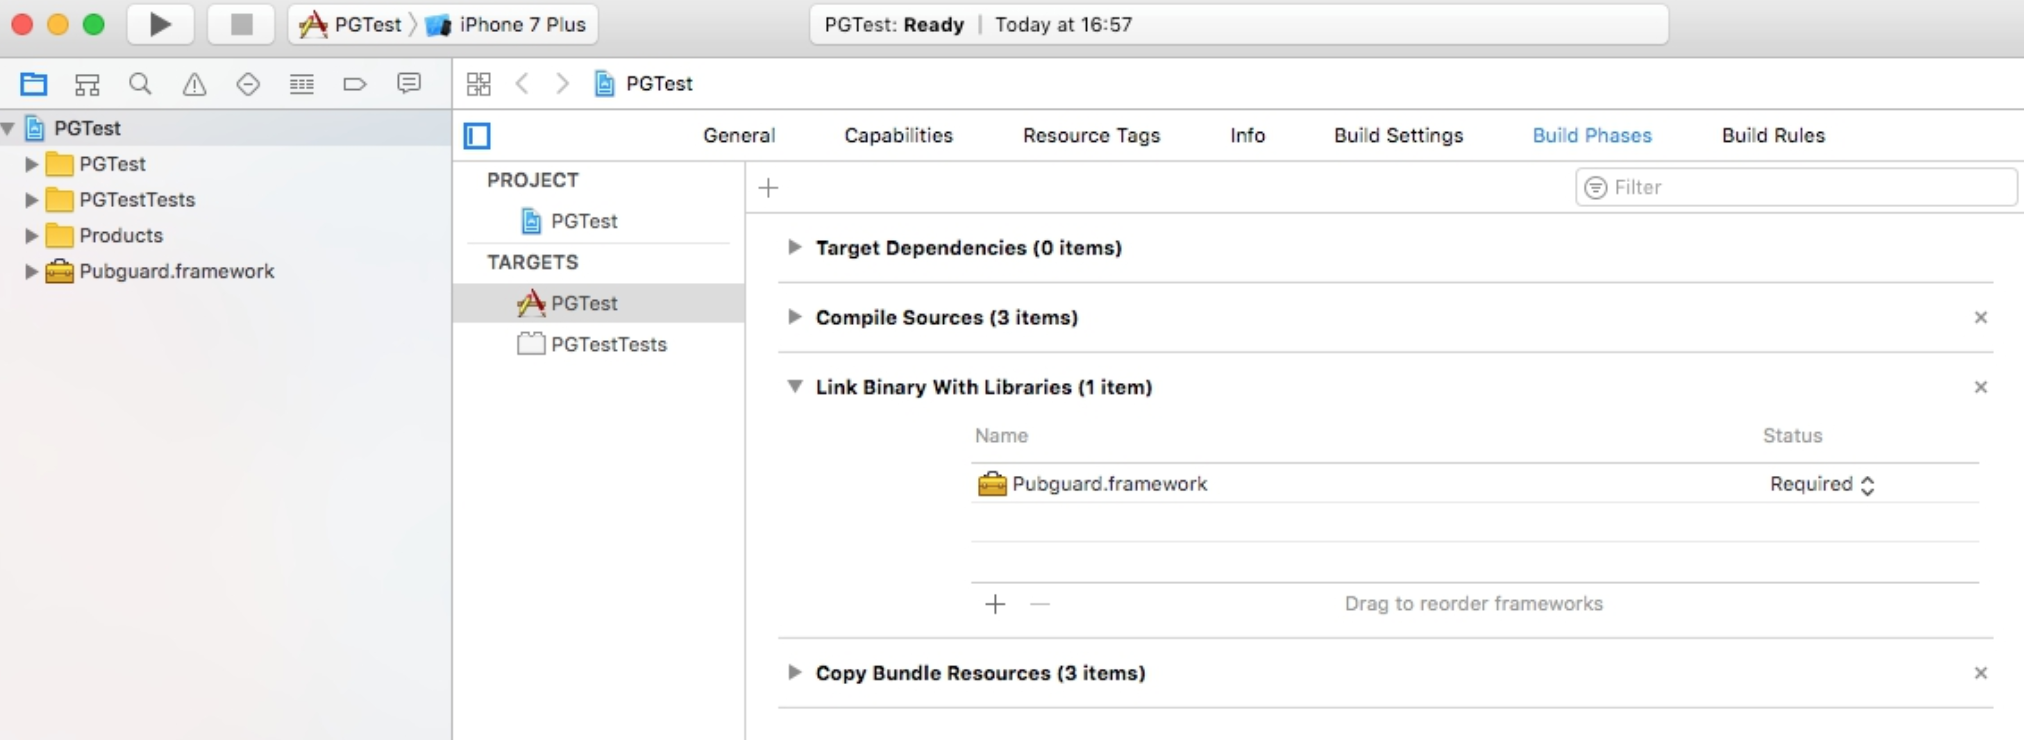 PGTest iPhone 7 Plus
PGTest: Ready | Today at 16:57
PGTest
PGTest
PGTest
PGTestTests
Products
Pubguard.framework
General Capabilities Resource Tags Info Build Settings Build Phases Build Rules
PROJECT
PGTest
TARGETS
PGTest
PGTestTests
Filter
Target Dependencies (0 items)
Compile Sources (3 items)
Link Binary With Libraries (1 item)
Name Status
Pubguard.framework Required
Drag to reorder frameworks
Copy Bundle Resources (3 items)